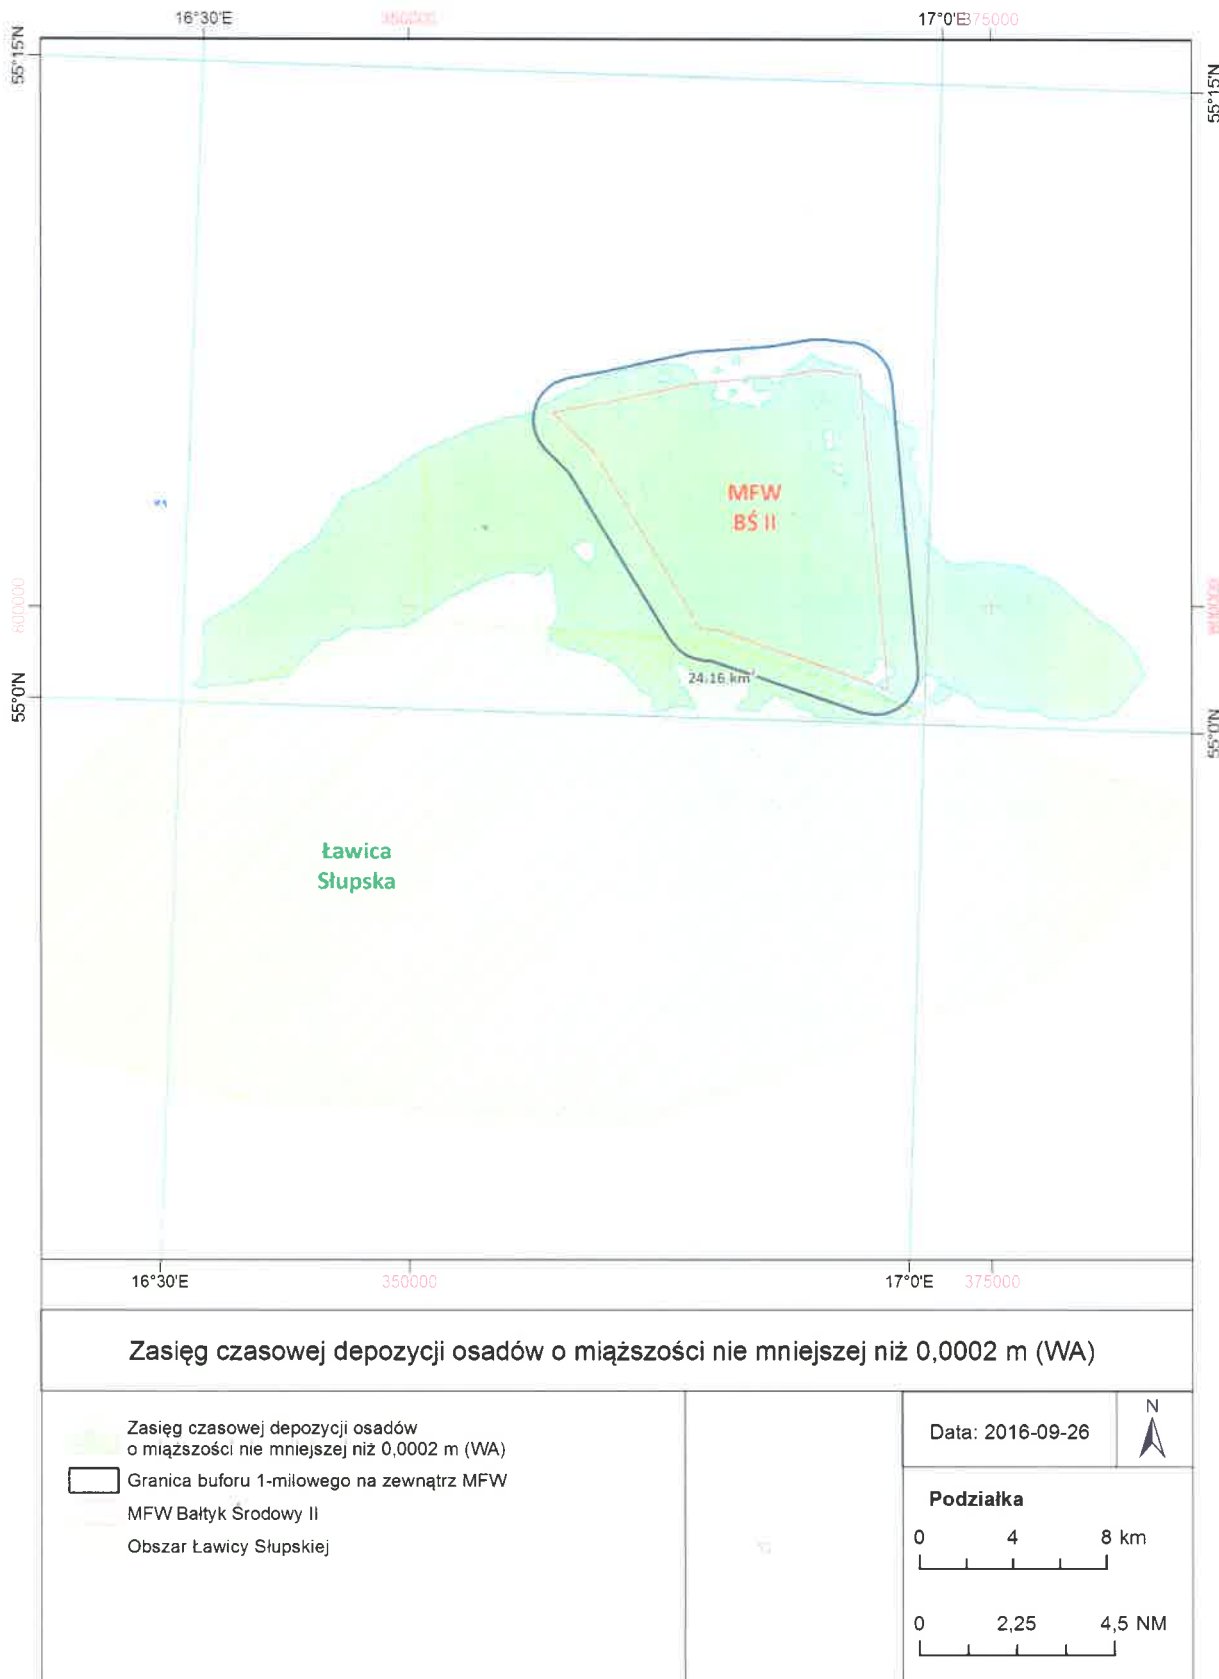 16°30'E 350000 17°0'E 375000
55°15'N
55°15'N
MFW
BŚ II
600000
24.16 km²
55°0'N
55°0'N
Ławica
Słupska
16°30'E 350000 17°0'E 375000
Zasięg czasowej depozycji osadów o miąższości nie mniejszej niż 0,0002 m (WA)
Zasięg czasowej depozycji osadów
o miąższości nie mniejszej niż 0,0002 m (WA)
Granica buforu 1-milowego na zewnątrz MFW
MFW Bałtyk Środowy II
Obszar Ławicy Słupskiej
Data: 2016-09-26
N
Podziałka
0 4 8 km
0 2,25 4,5 NM